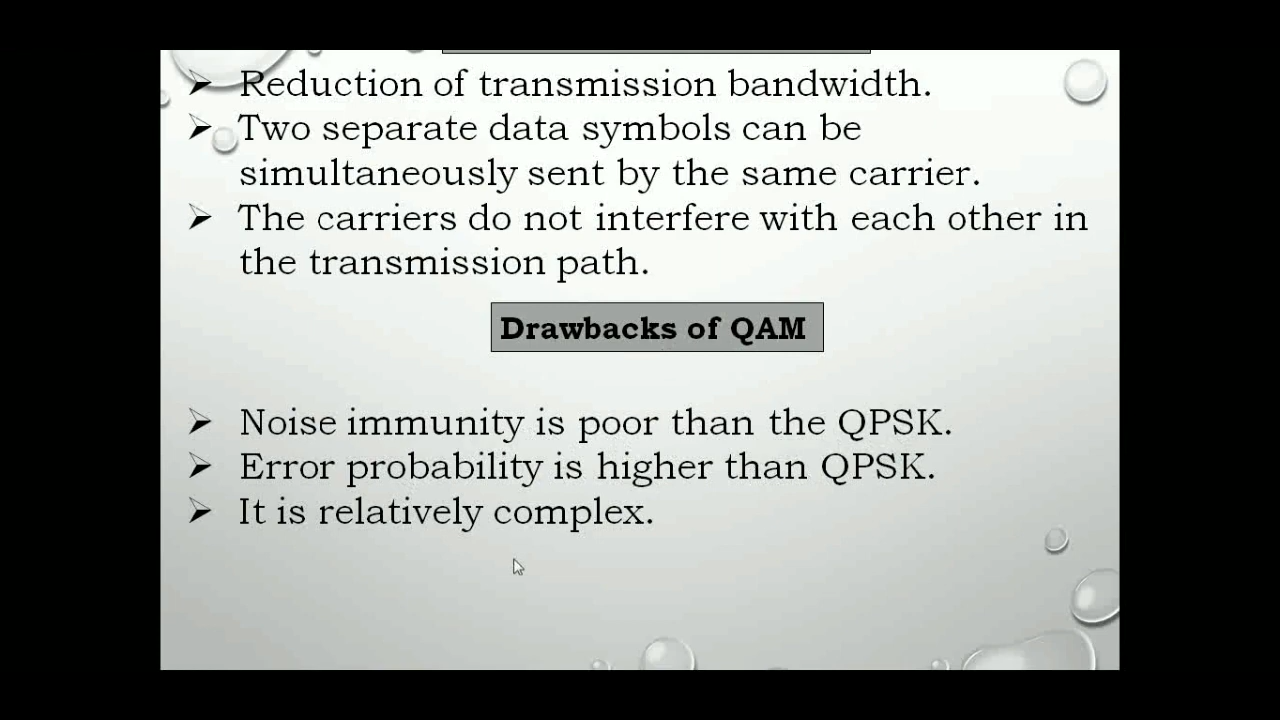 Reduction of transmission bandwidth.
Two separate data symbols can be
simultaneously sent by the same carrier.
The carriers do not interfere with each other in
the transmission path.
Drawbacks of QAM
Noise immunity is poor than the QPSK.
Error probability is higher than QPSK.
It is relatively complex.